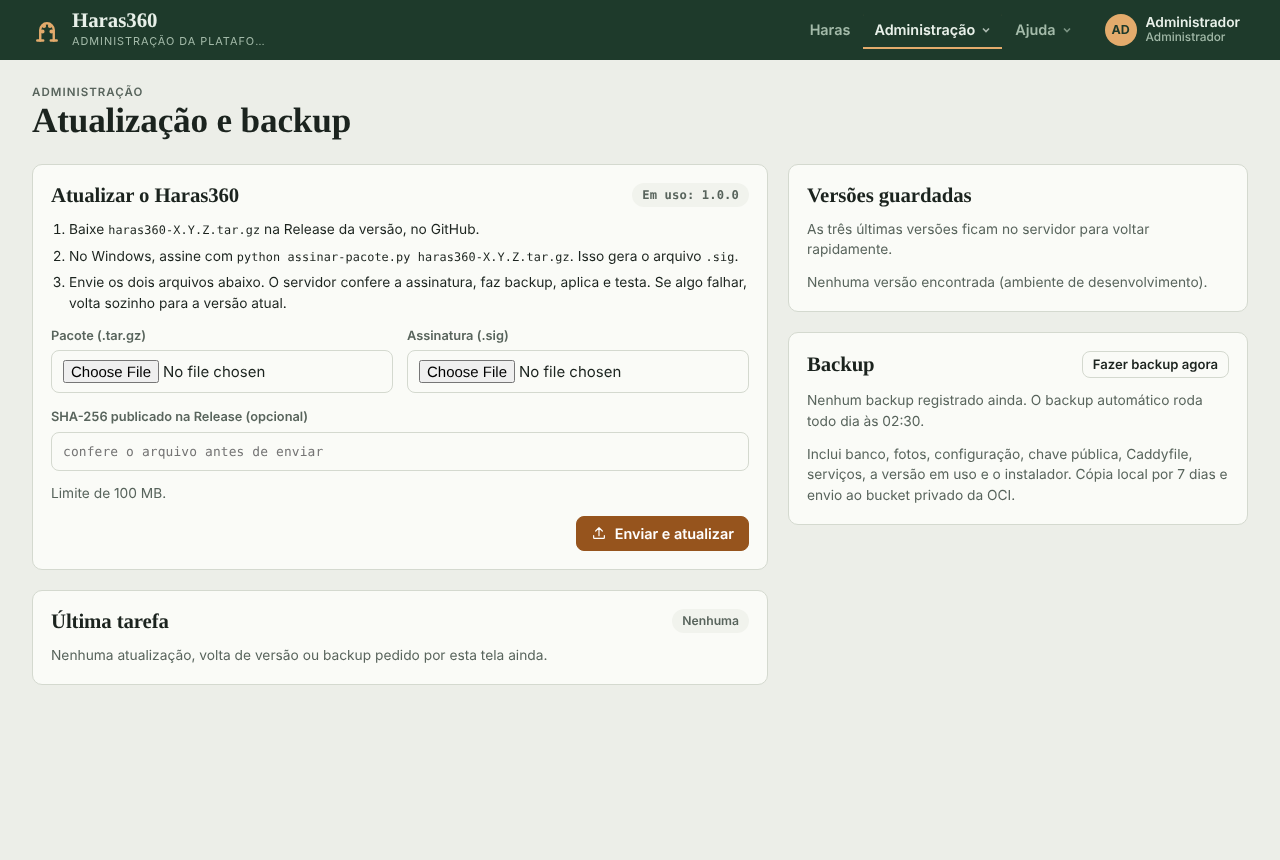 Haras360
ADMINISTRAÇÃO DA PLATAFO…
Haras
Administração
Ajuda
AD
Administrador
Administrador
ADMINISTRAÇÃO
Atualização e backup
Atualizar o Haras360
Em uso: 1.0.0
1. Baixe haras360-X.Y.Z.tar.gz na Release da versão, no GitHub.
2. No Windows, assine com python assinar-pacote.py haras360-X.Y.Z.tar.gz. Isso gera o arquivo .sig.
3. Envie os dois arquivos abaixo. O servidor confere a assinatura, faz backup, aplica e testa. Se algo falhar,
volta sozinho para a versão atual.
Pacote (.tar.gz)
Assinatura (.sig)
Choose File No file chosen
Choose File No file chosen
SHA-256 publicado na Release (opcional)
confere o arquivo antes de enviar
Limite de 100 MB.
Enviar e atualizar
Última tarefa
Nenhuma
Nenhuma atualização, volta de versão ou backup pedido por esta tela ainda.
Versões guardadas
As três últimas versões ficam no servidor para voltar
rapidamente.
Nenhuma versão encontrada (ambiente de desenvolvimento).
Backup
Fazer backup agora
Nenhum backup registrado ainda. O backup automático roda
todo dia às 02:30.
Inclui banco, fotos, configuração, chave pública, Caddyfile,
serviços, a versão em uso e o instalador. Cópia local por 7 dias e
envio ao bucket privado da OCI.